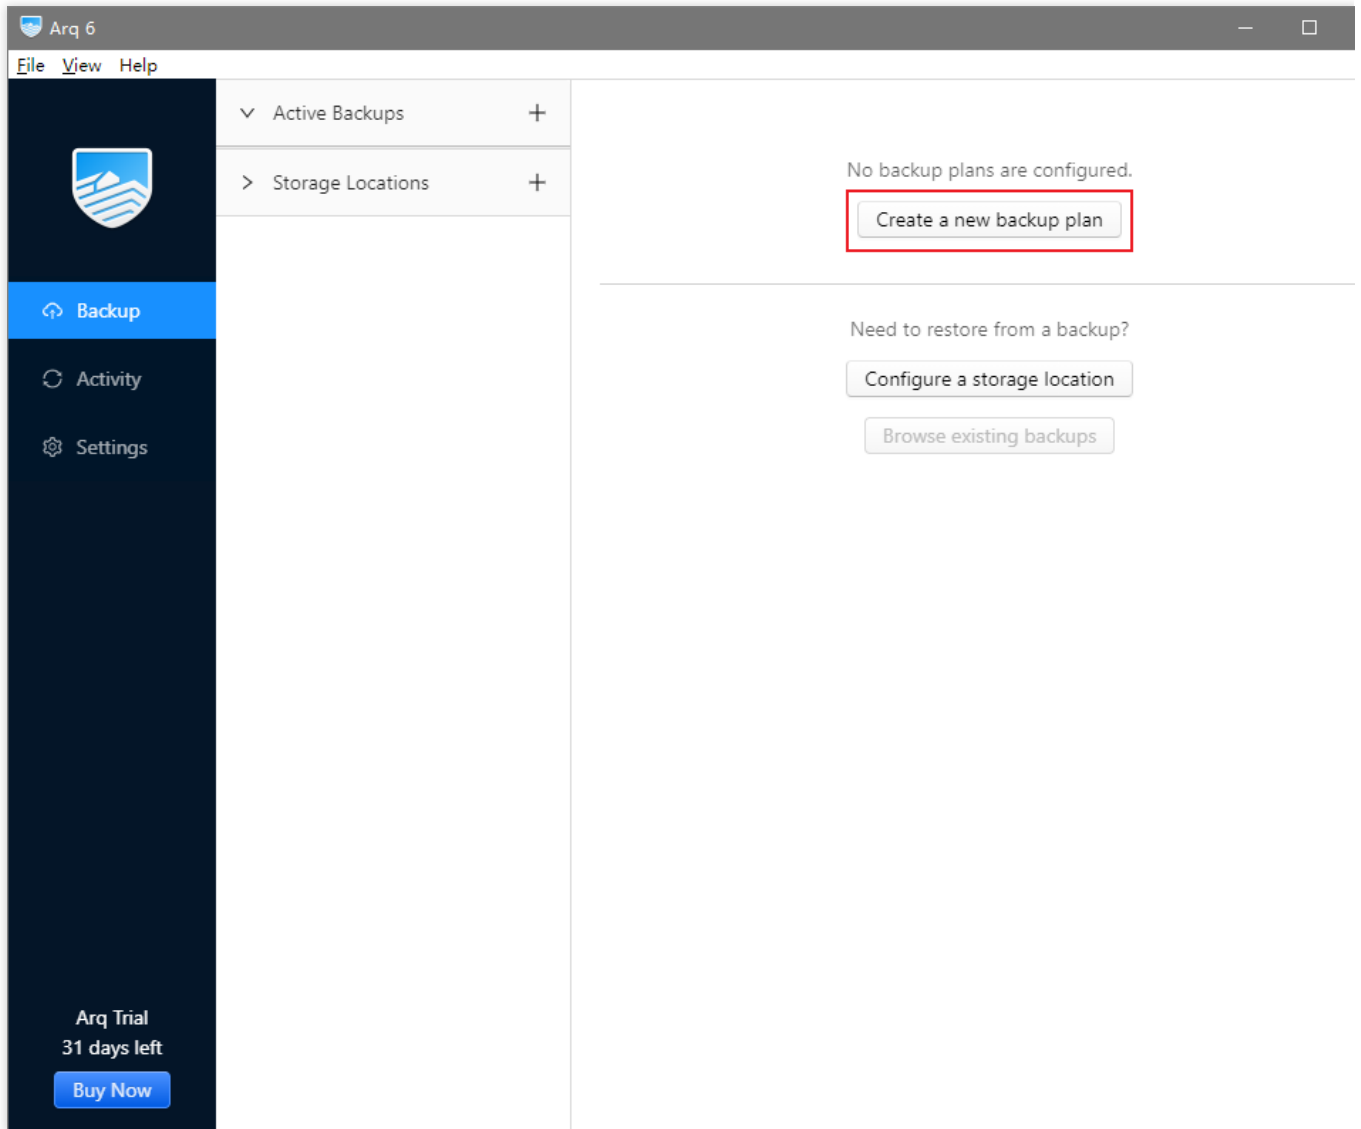 Arq 6
File View Help
Active Backups
Storage Locations
No backup plans are configured.
Create a new backup plan
Need to restore from a backup?
Configure a storage location
Browse existing backups
Backup
Activity
Settings
Arq Trial
31 days left
Buy Now